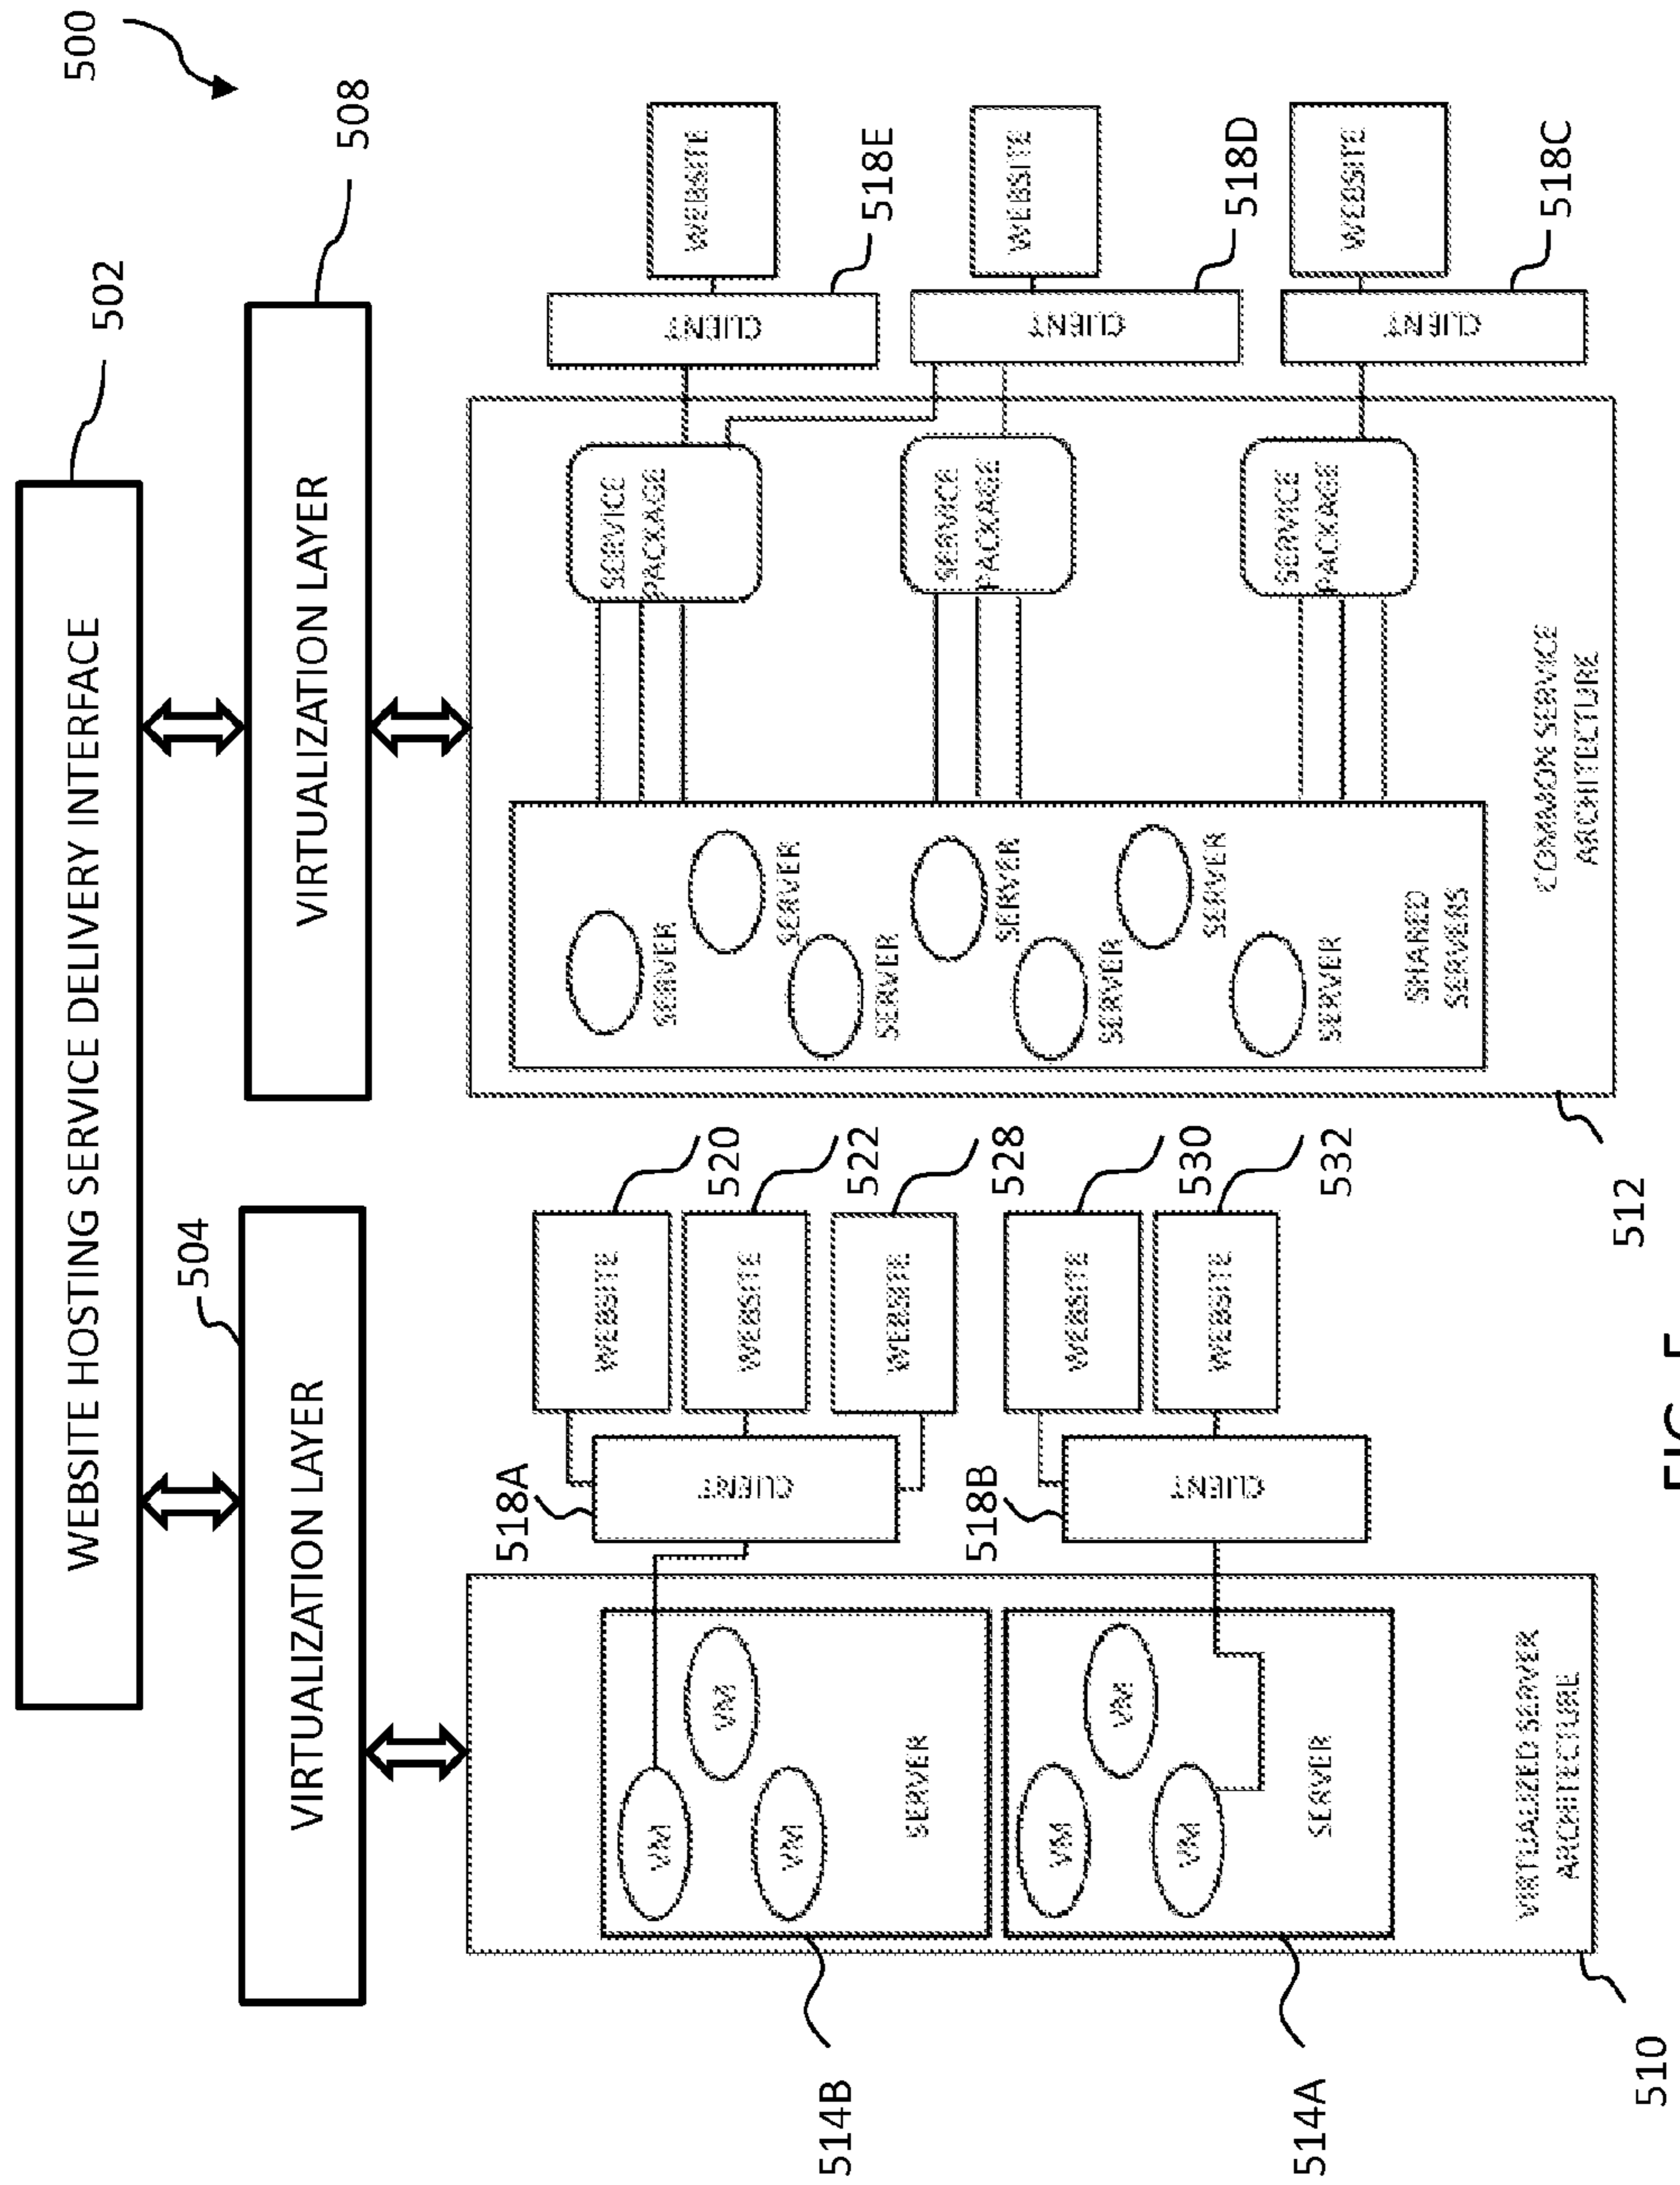 500
502
WEBSITE HOSTING SERVICE DELIVERY INTERFACE
504
508
VIRTUALIZATION LAYER
VIRTUALIZATION LAYER
518A
WEBSITE
520
WEBSITE
522
WEBSITE
528
CLIENT
VM
VM
VM
SERVER
514B
518B
WEBSITE
530
WEBSITE
532
CLIENT
VM
VM
VM
SERVER
514A
VIRTUALIZED SERVER
ARCHITECTURE
510
SERVER
SERVER
SERVER
SERVER
SERVER
SERVER
SERVER
SHARED
SERVERS
SERVICE
PACKAGE
CLIENT
WEBSITE
518E
SERVICE
PACKAGE
CLIENT
WEBSITE
518D
SERVICE
PACKAGE
CLIENT
WEBSITE
518C
COMMON SERVICE
ARCHITECTURE
512
FIG